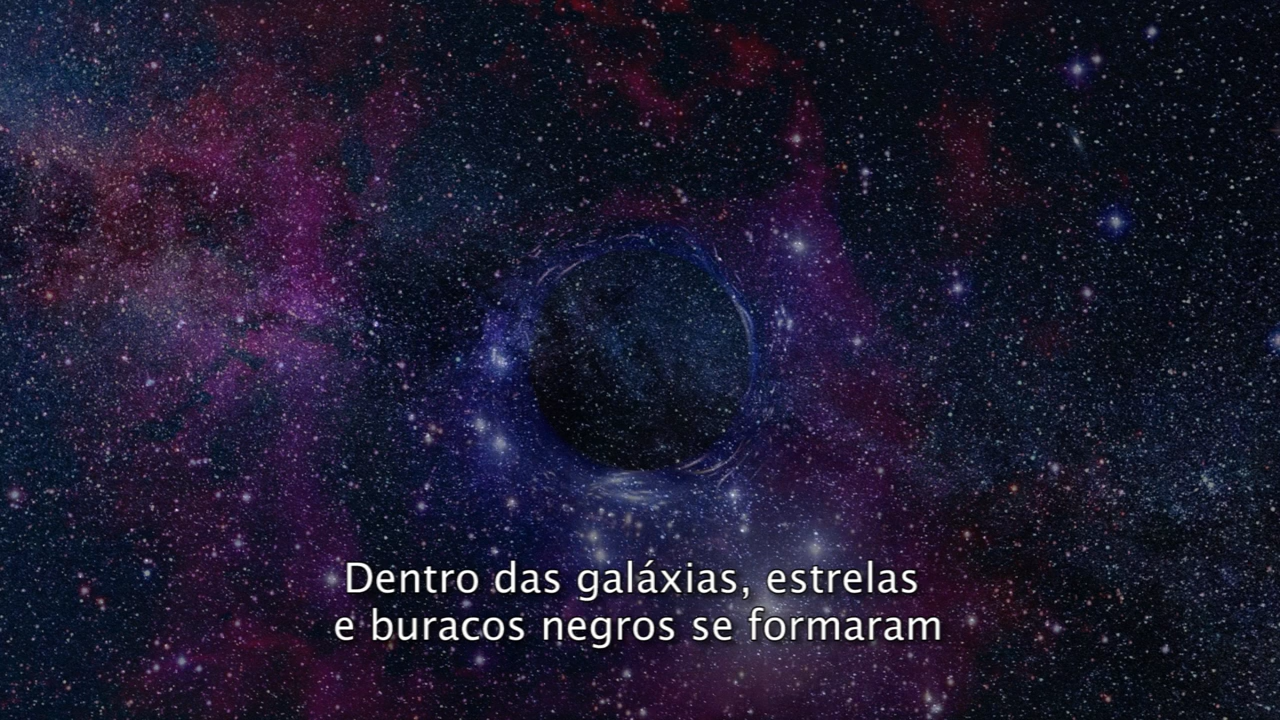 Dentro das galáxias, estrelas
e buracos negros se formaram